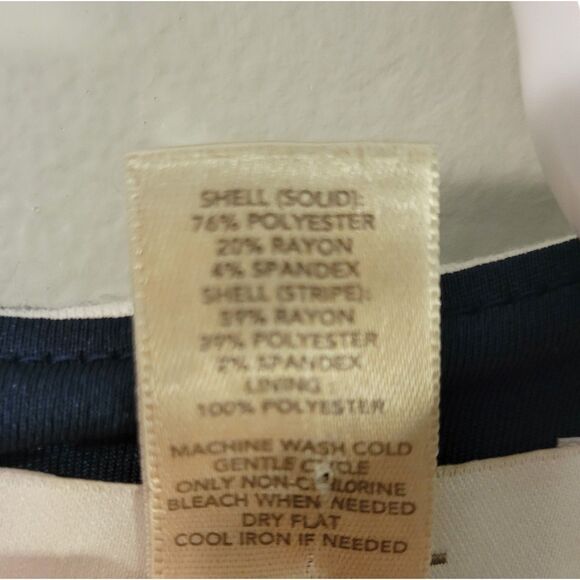 SHELL (SOLID):
76% POLYESTER
20% RAYON
4% SPANDEX
SHELL (STRIPE):
59% RAYON
39% POLYESTER
2% SPANDEX
LINING :
100% POLYESTER
MACHINE WASH COLD
GENTLE CYCLE
ONLY NON-CHLORINE
BLEACH WHEN NEEDED
DRY FLAT
COOL IRON IF NEEDED